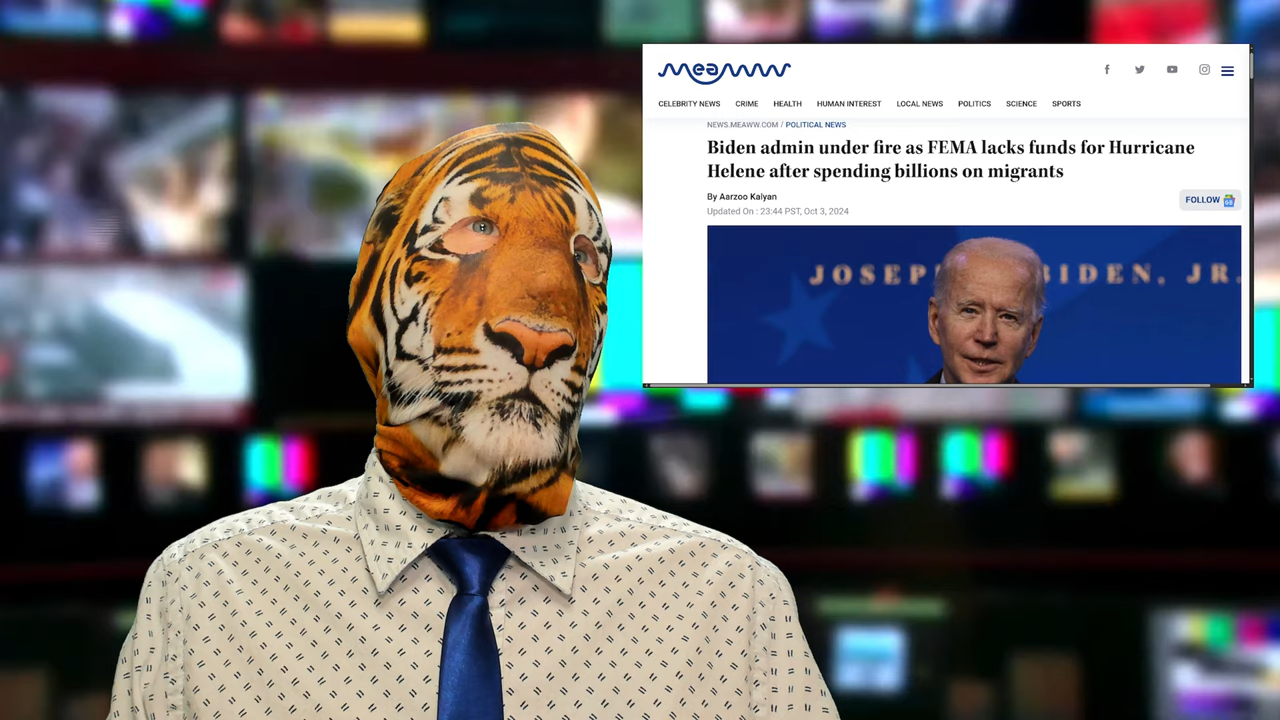 meaww
CELEBRITY NEWS CRIME HEALTH HUMAN INTEREST LOCAL NEWS POLITICS SCIENCE SPORTS
NEWS.MEAWW.COM / POLITICAL NEWS
Biden admin under fire as FEMA lacks funds for Hurricane
Helene after spending billions on migrants
By Aarzoo Kalyan
Updated On : 23:44 PST, Oct 3, 2024
FOLLOW
JOSEP BIDEN, JR.